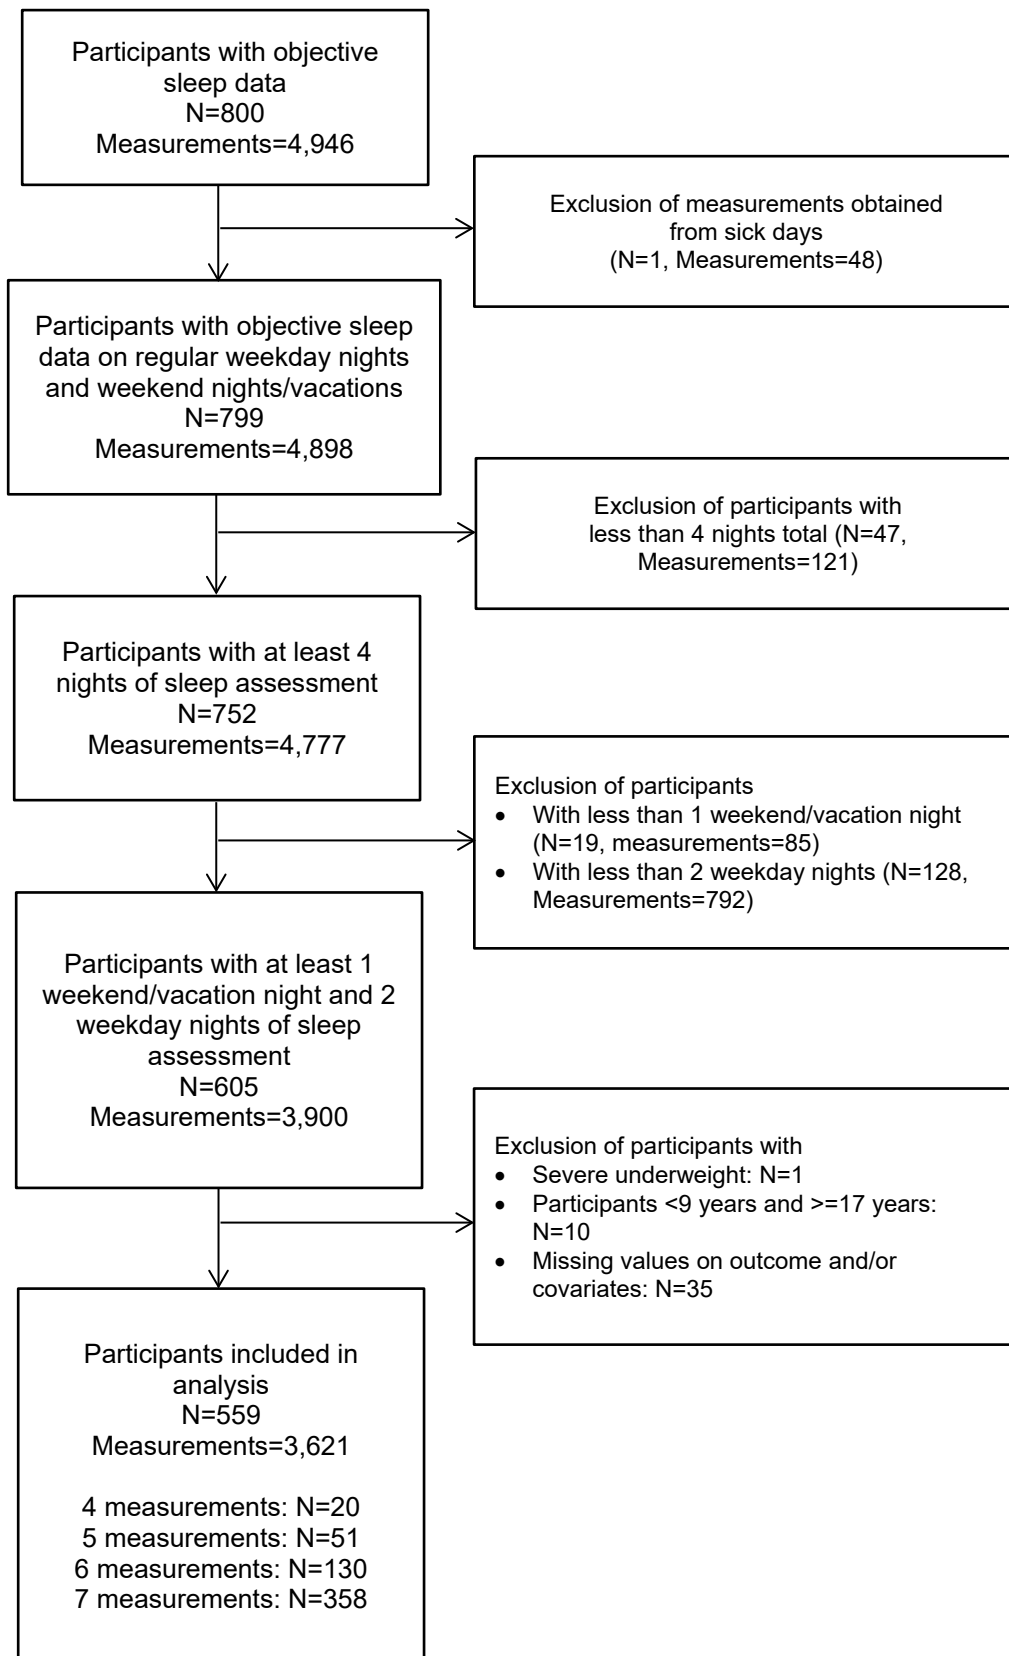 Participants with objective
sleep data
N=800
Measurements=4,946
Exclusion of measurements obtained
from sick days
(N=1, Measurements=48)
Participants with objective sleep
data on regular weekday nights
and weekend nights/vacations
N=799
Measurements=4,898
Exclusion of participants with
less than 4 nights total (N=47,
Measurements=121)
Participants with at least 4
nights of sleep assessment
N=752
Measurements=4,777
Exclusion of participants
• With less than 1 weekend/vacation night
(N=19, measurements=85)
• With less than 2 weekday nights (N=128,
Measurements=792)
Participants with at least 1
weekend/vacation night and 2
weekday nights of sleep
assessment
N=605
Measurements=3,900
Exclusion of participants with
• Severe underweight: N=1
• Participants <9 years and >=17 years:
N=10
• Missing values on outcome and/or
covariates: N=35
Participants included in
analysis
N=559
Measurements=3,621
4 measurements: N=20
5 measurements: N=51
6 measurements: N=130
7 measurements: N=358